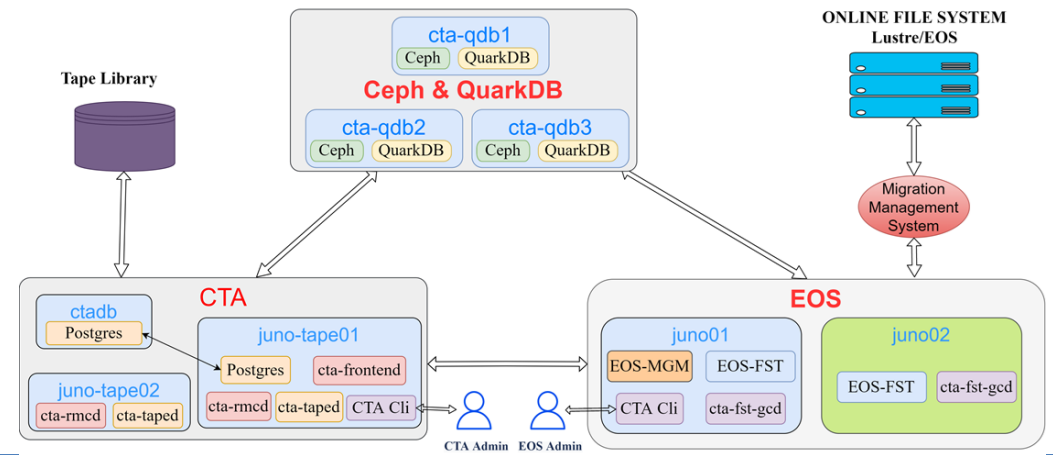 cta-qdb1
Ceph QuarkDB
Ceph & QuarkDB
cta-qdb2
Ceph QuarkDB
cta-qdb3
Ceph QuarkDB
Tape Library
ONLINE FILE SYSTEM
Lustre/EOS
Migration
Management
System
CTA
ctadb
Postgres
juno-tape01
Postgres cta-frontend
cta-rmcd cta-taped CTA Cli
juno-tape02
cta-rmcd cta-taped
CTA Admin EOS Admin
EOS
juno01
EOS-MGM EOS-FST
CTA Cli cta-fst-gcd
juno02
EOS-FST cta-fst-gcd